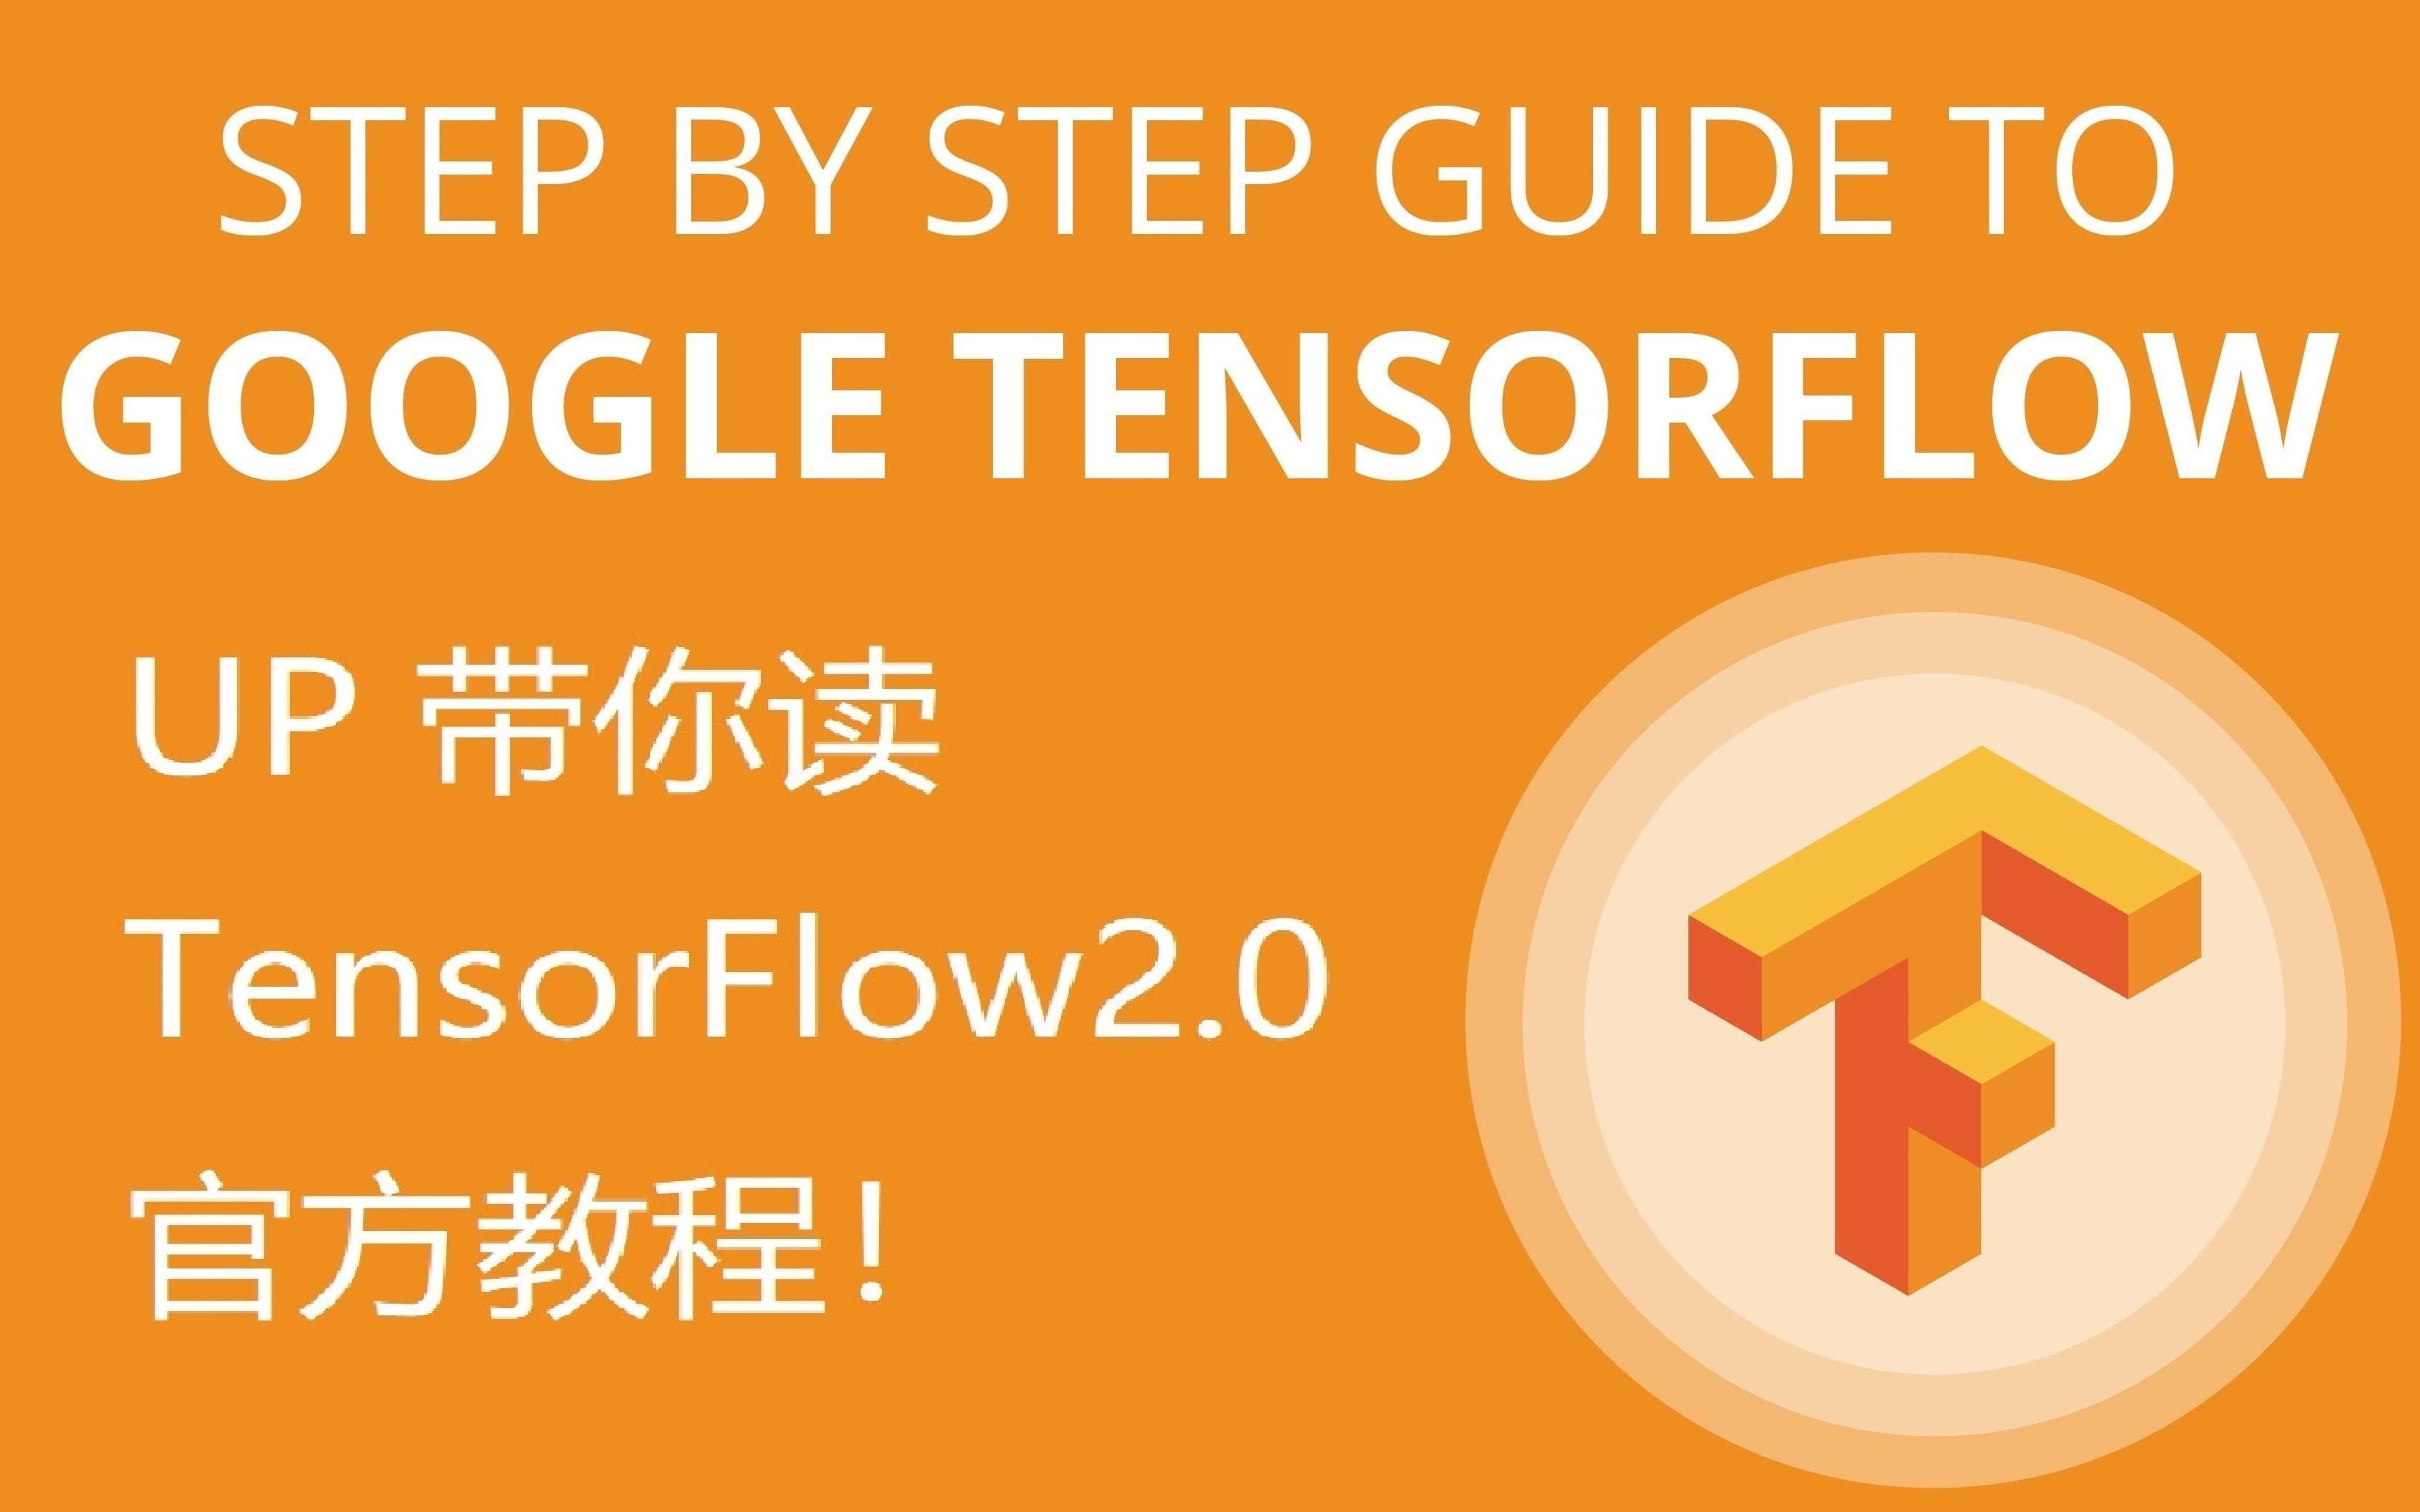 STEP BY STEP GUIDE TO
GOOGLE TENSORFLOW
UP 带你读
TensorFlow2.0
官方教程！